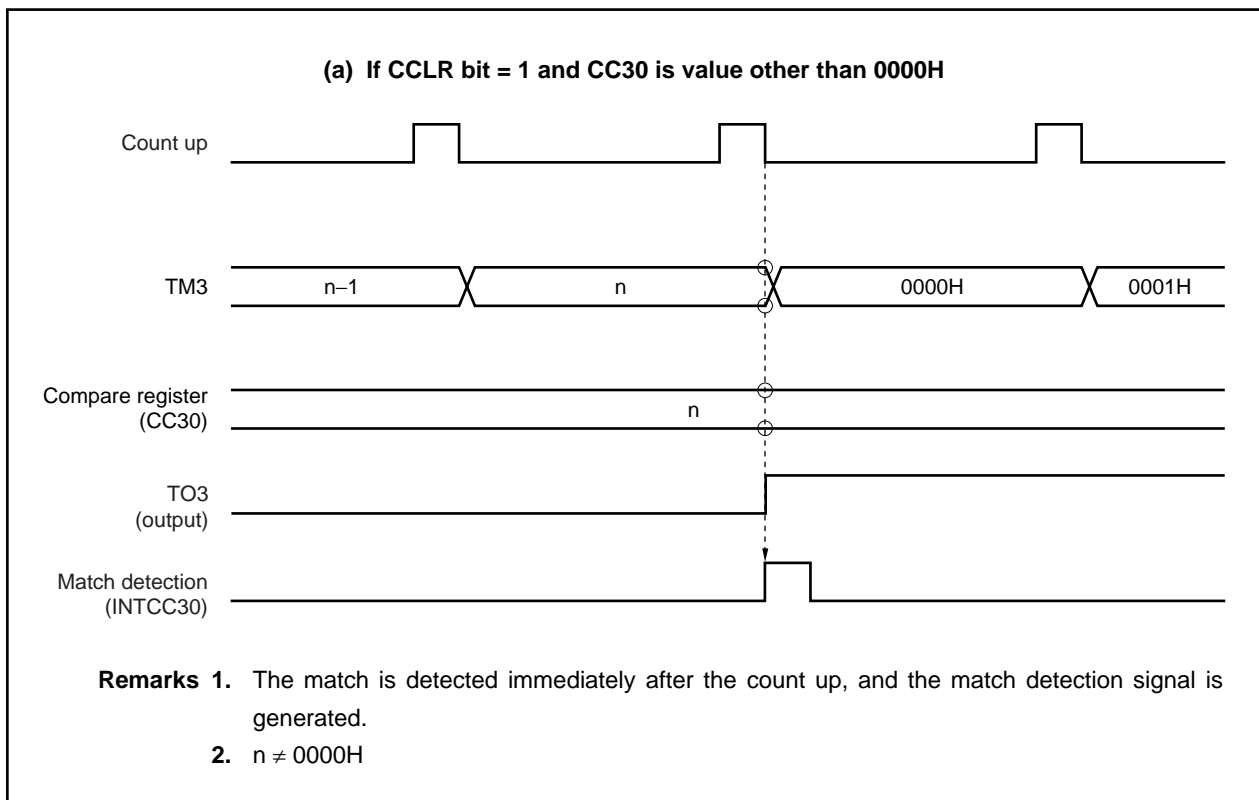 (a) If CCLR bit = 1 and CC30 is value other than 0000H
Count up
TM3
n−1
n
0000H
0001H
Compare register
(CC30)
n
TO3
(output)
Match detection
(INTCC30)
Remarks 1. The match is detected immediately after the count up, and the match detection signal is
generated.
2. n ≠ 0000H